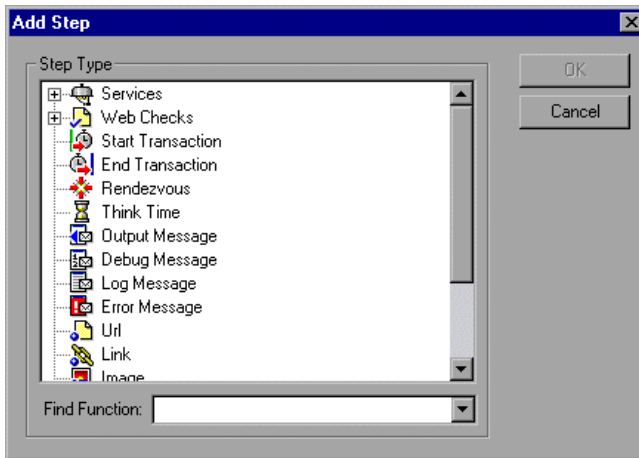 Add Step
Step Type
Services
Web Checks
Start Transaction
End Transaction
Rendezvous
Think Time
Output Message
Debug Message
Log Message
Error Message
Url
Link
Image
Find Function:
OK
Cancel